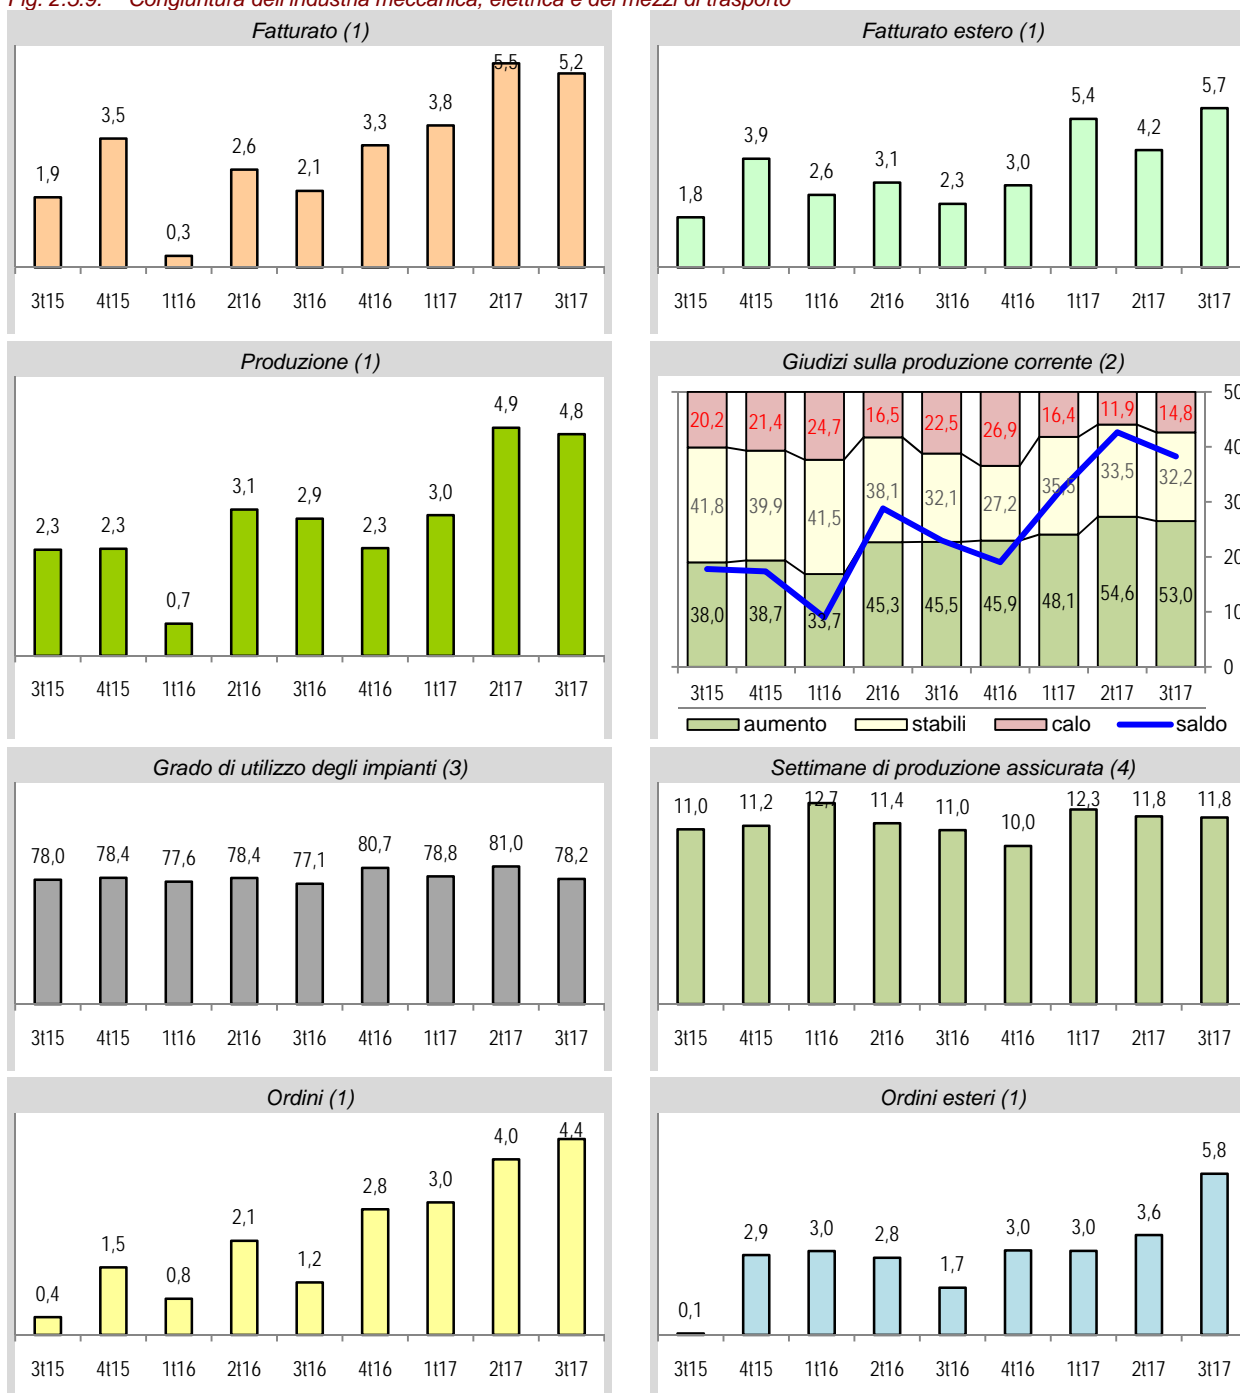 Fig. 2.3.9. Congiuntura dell'industria meccanica, elettrica e dei mezzi di trasporto
Fatturato (1)
5,5 5,2
3,8
3,5 3,3
2,6
1,9 2,1
0,3
3t15 4t15 1t16 2t16 3t16 4t16 1t17 2t17 3t17
Fatturato estero (1)
5,7
5,4
4,2
3,9
3,1 3,0
2,6 2,3
1,8
3t15 4t15 1t16 2t16 3t16 4t16 1t17 2t17 3t17
Produzione (1)
4,9 4,8
3,1 2,9 3,0
2,3 2,3 2,3
0,7
3t15 4t15 1t16 2t16 3t16 4t16 1t17 2t17 3t17
Giudizi sulla produzione corrente (2)
50
20,2 21,4 24,7 16,5 22,5 26,9 16,4 11,9 14,8
40
41,8 39,9 41,5 38,1 32,1 27,2 35,5 33,5 32,2
30
20
38,0 38,7 33,7 45,3 45,5 45,9 48,1 54,6 53,0
10
0
3t15 4t15 1t16 2t16 3t16 4t16 1t17 2t17 3t17
aumento stabili calo saldo
Grado di utilizzo degli impianti (3)
78,0 78,4 77,6 78,4 77,1 80,7 78,8 81,0 78,2
3t15 4t15 1t16 2t16 3t16 4t16 1t17 2t17 3t17
Settimane di produzione assicurata (4)
11,0 11,2 12,7 11,4 11,0 10,0 12,3 11,8 11,8
3t15 4t15 1t16 2t16 3t16 4t16 1t17 2t17 3t17
Ordini (1)
4,4
4,0
2,8 3,0
2,1
1,5 1,2
0,8
0,4
3t15 4t15 1t16 2t16 3t16 4t16 1t17 2t17 3t17
Ordini esteri (1)
5,8
3,6
2,9 3,0 2,8 3,0 3,0
1,7
0,1
3t15 4t15 1t16 2t16 3t16 4t16 1t17 2t17 3t17